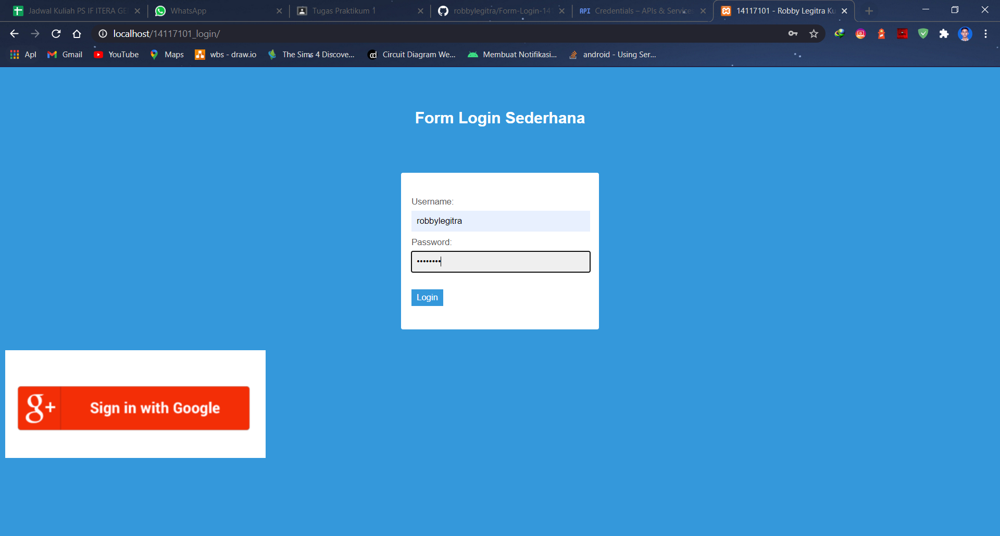 Jadwal Kuliah PS IF ITERA GE
WhatsApp
Tugas Praktikum 1
robbylegitra/Form-Login-14
API Credentials – APIs & Services
14117101 - Robby Legitra Ku
localhost/14117101_login/
Apl
Gmail
YouTube
Maps
wbs - draw.io
The Sims 4 Discove...
cd Circuit Diagram We...
Membuat Notifikasi...
android - Using Ser...
Form Login Sederhana
Username:
robbylegitra
Password:
••••••••
Login
g+ Sign in with Google